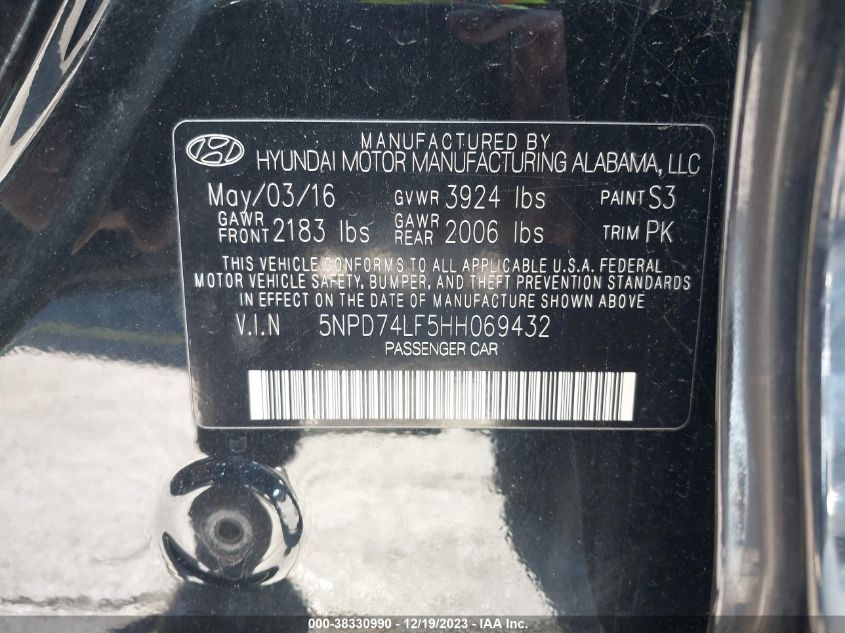 MANUFACTURED BY
HYUNDAI MOTOR MANUFACTURING ALABAMA, LLC
May/03/16 GVWR 3924 lbs PAINT S3
GAWR FRONT 2183 lbs GAWR REAR 2006 lbs TRIM PK
THIS VEHICLE CONFORMS TO ALL APPLICABLE U.S.A. FEDERAL
MOTOR VEHICLE SAFETY, BUMPER, AND THEFT PREVENTION STANDARDS
IN EFFECT ON THE DATE OF MANUFACTURE SHOWN ABOVE
V.I.N 5NPD74LF5HH069432
PASSENGER CAR
000-38330990 - 12/19/2023 - IAA Inc.